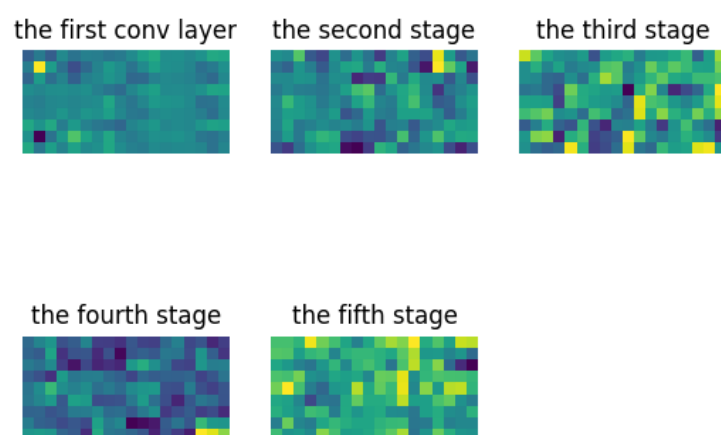 the first conv layer
the second stage
the third stage
the fourth stage
the fifth stage